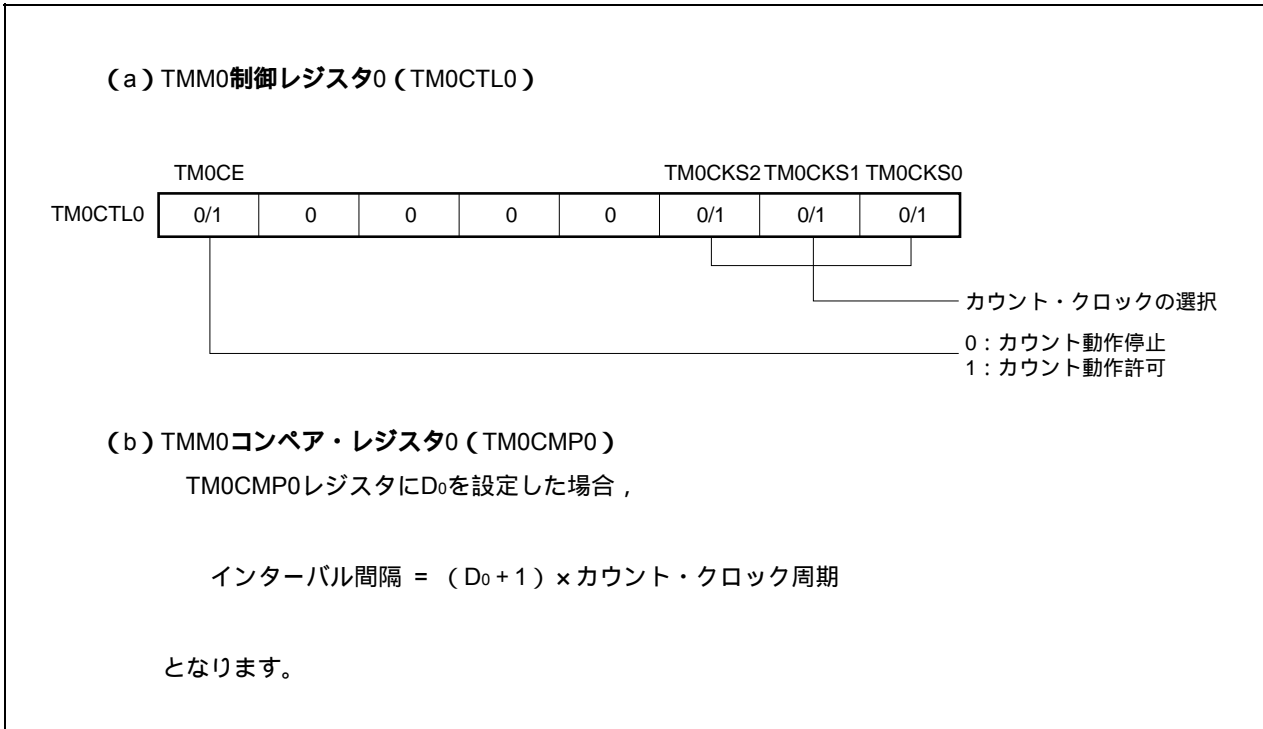 (a)TMM0制御レジスタ0(TM0CTL0)
TM0CE TM0CKS2 TM0CKS1 TM0CKS0
TM0CTL0 0/1 0 0 0 0 0/1 0/1 0/1
カウント・クロックの選択
0:カウント動作停止
1:カウント動作許可
(b)TMM0コンペア・レジスタ0(TM0CMP0)
TM0CMP0レジスタにD0を設定した場合,
インターバル間隔 = (D0+1)×カウント・クロック周期
となります。